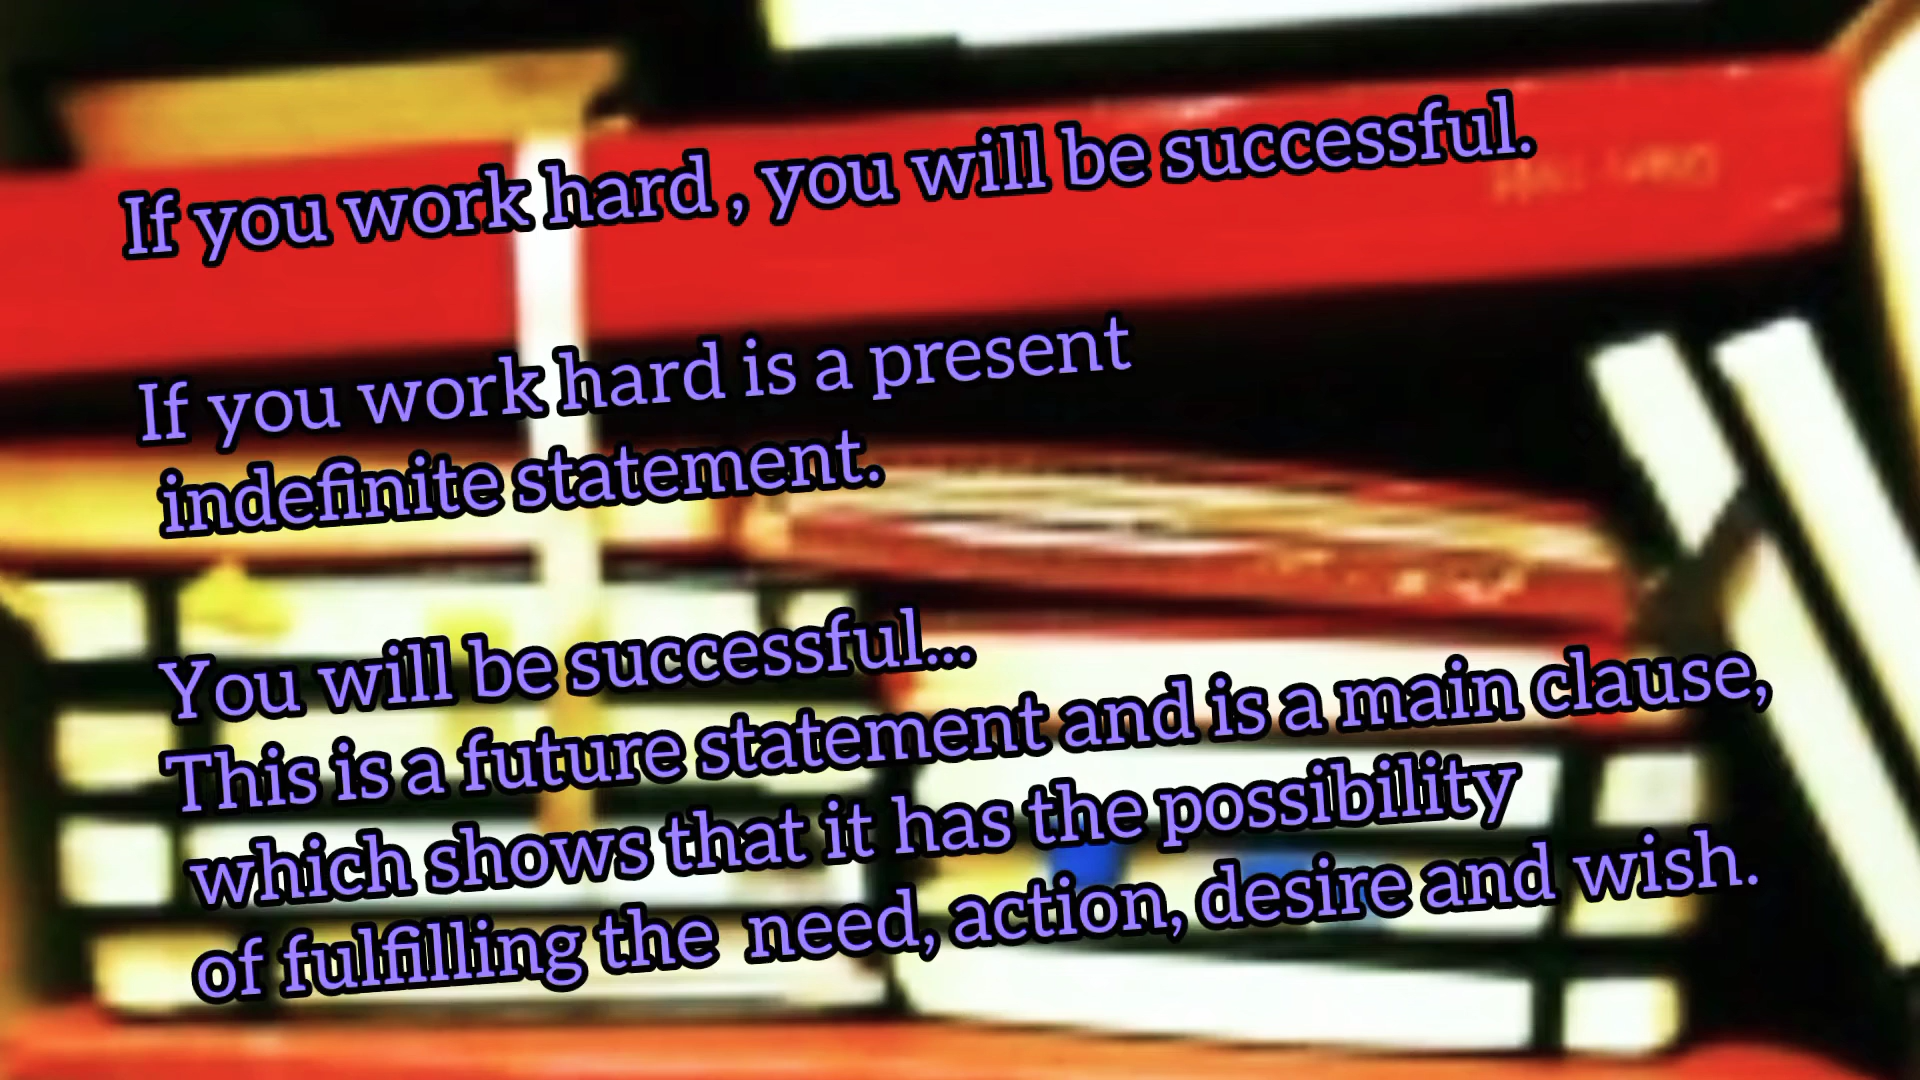 If you work hard , you will be successful.
If you work hard is a present
indefinite statement.
You will be successful...
This is a future statement and is a main clause,
which shows that it has the possibility
of fulfilling the  need, action, desire and wish.